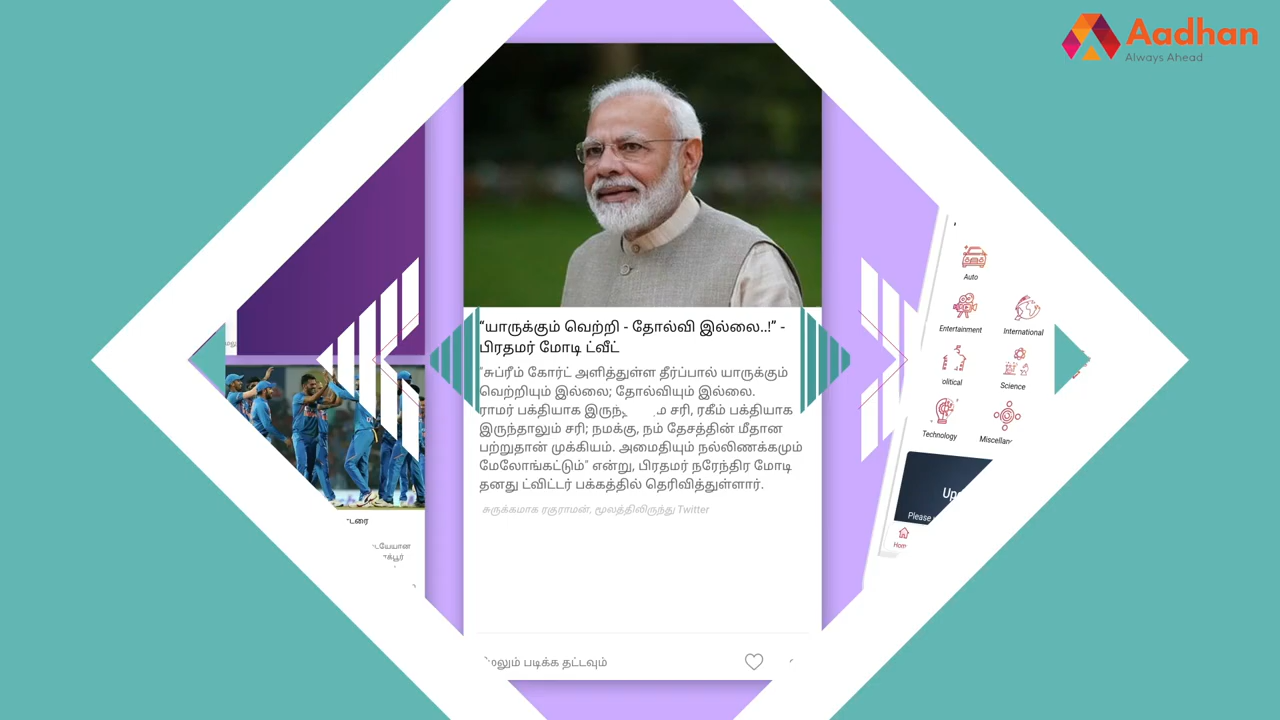 Aadhan
Always Ahead
“யாருக்கும் வெற்றி - தோல்வி இல்லை..!” -
பிரதமர் மோடி ட்வீட்
"சுப்ரீம் கோர்ட் அளித்துள்ள தீர்ப்பால் யாருக்கும்
வெற்றியும் இல்லை; தோல்வியும் இல்லை.
ராமர் பக்தியாக சரி, ரகீம் பக்தியாக
இருந்தாலும் சரி; நமக்கு, நம் தேசத்தின் மீதான
பற்றுதான் முக்கியம். அமைதியும் நல்லிணக்கமும்
மேலோங்கட்டும்" என்று, பிரதமர் நரேந்திர மோடி
தனது ட்விட்டர் பக்கத்தில் தெரிவித்துள்ளார்.
சுருக்கமாக ரகுராமன், மூலத்திலிருந்து Twitter
படிக்க தட்டவும்
Auto
Entertainment
International
Science
Technology
Please